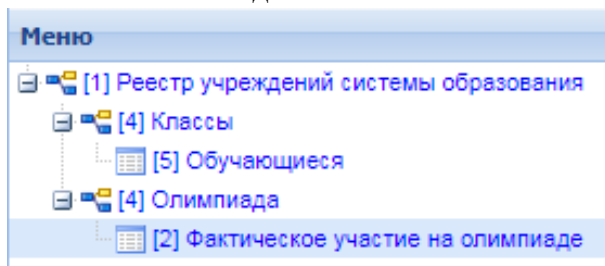 Меню
[1] Реестр учреждений системы образования
[4] Классы
[5] Обучающиеся
[4] Олимпиада
[2] Фактическое участие на олимпиаде